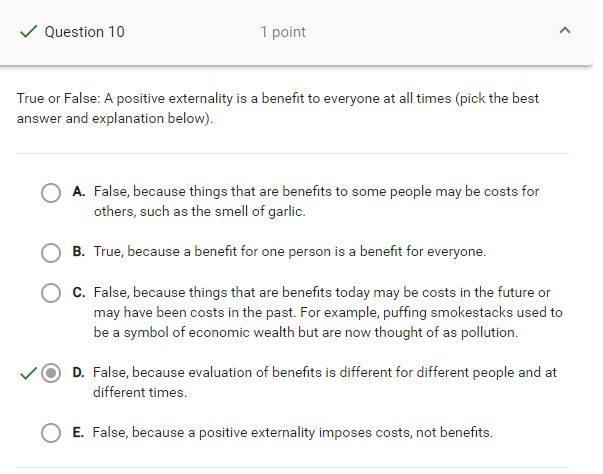 Question 10 1 point
True or False: A positive externality is a benefit to everyone at all times (pick the best
answer and explanation below).
A. False, because things that are benefits to some people may be costs for
others, such as the smell of garlic.
B. True, because a benefit for one person is a benefit for everyone.
C. False, because things that are benefits today may be costs in the future or
may have been costs in the past. For example, puffing smokestacks used to
be a symbol of economic wealth but are now thought of as pollution.
D. False, because evaluation of benefits is different for different people and at
different times.
E. False, because a positive externality imposes costs, not benefits.